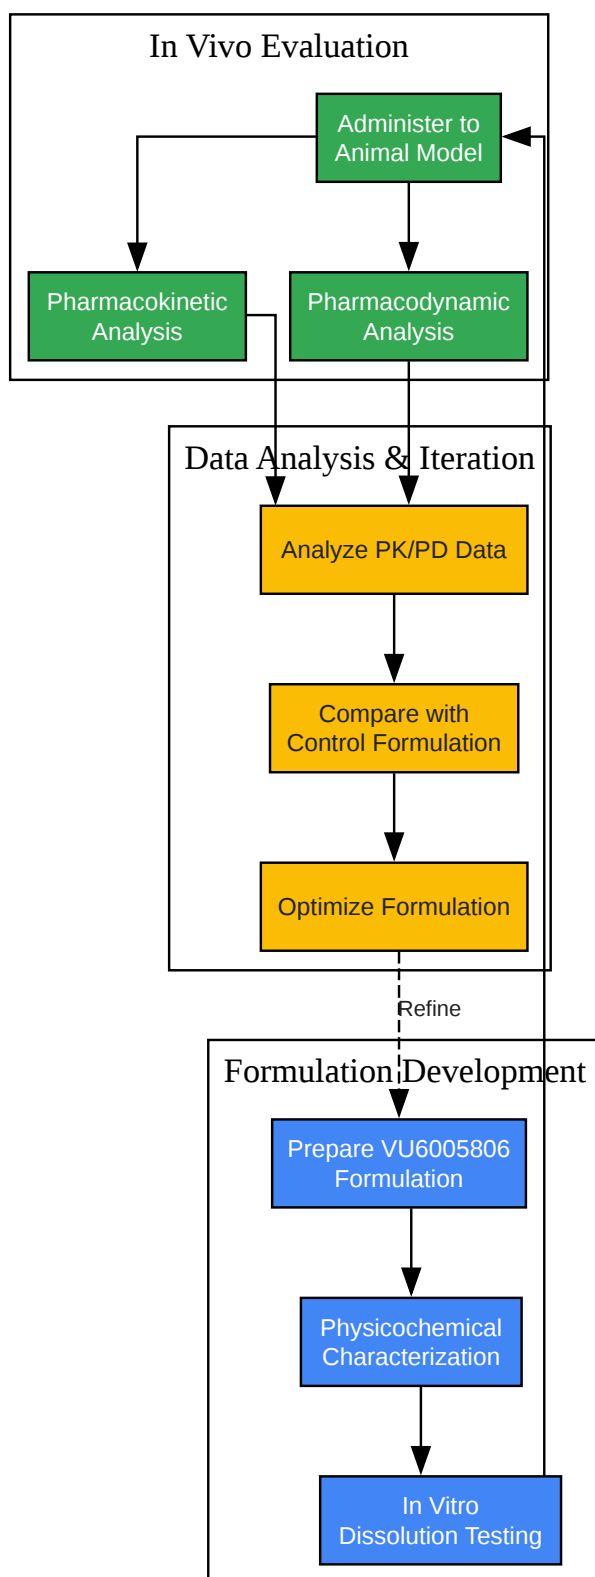 In Vivo Evaluation
Administer to
Animal Model
Pharmacokinetic
Analysis
Pharmacodynamic
Analysis
Data Analysis & Iteration
Analyze PK/PD Data
Compare with
Control Formulation
Optimize Formulation
Refine
Formulation Development
Prepare VU6005806
Formulation
Physicochemical
Characterization
In Vitro
Dissolution Testing